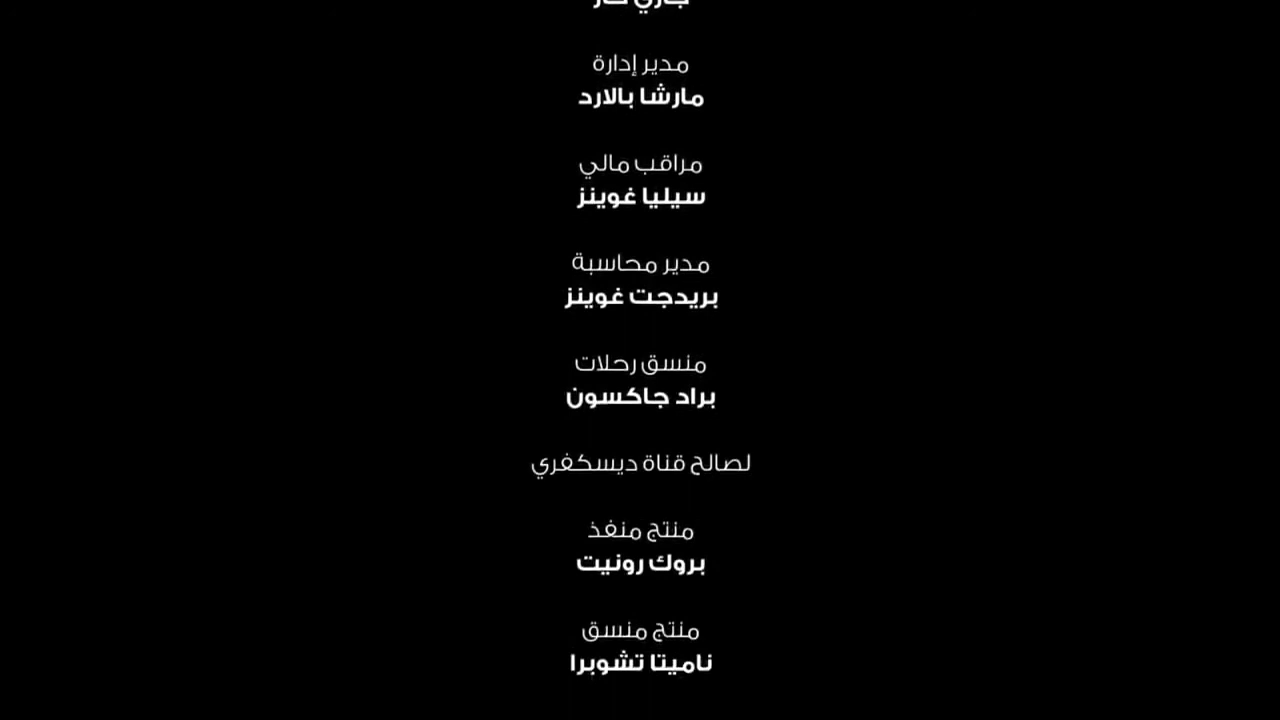 مدير إدارة
مارشا بالارد
مراقب مالي
سيليا غوينز
مدير محاسبة
بريدجت غوينز
منسق رحلات
براد جاكسون
لصالح قناة ديسكفري
منتج منفذ
بروك رونيت
منتج منسق
ناميتا تشوبرا